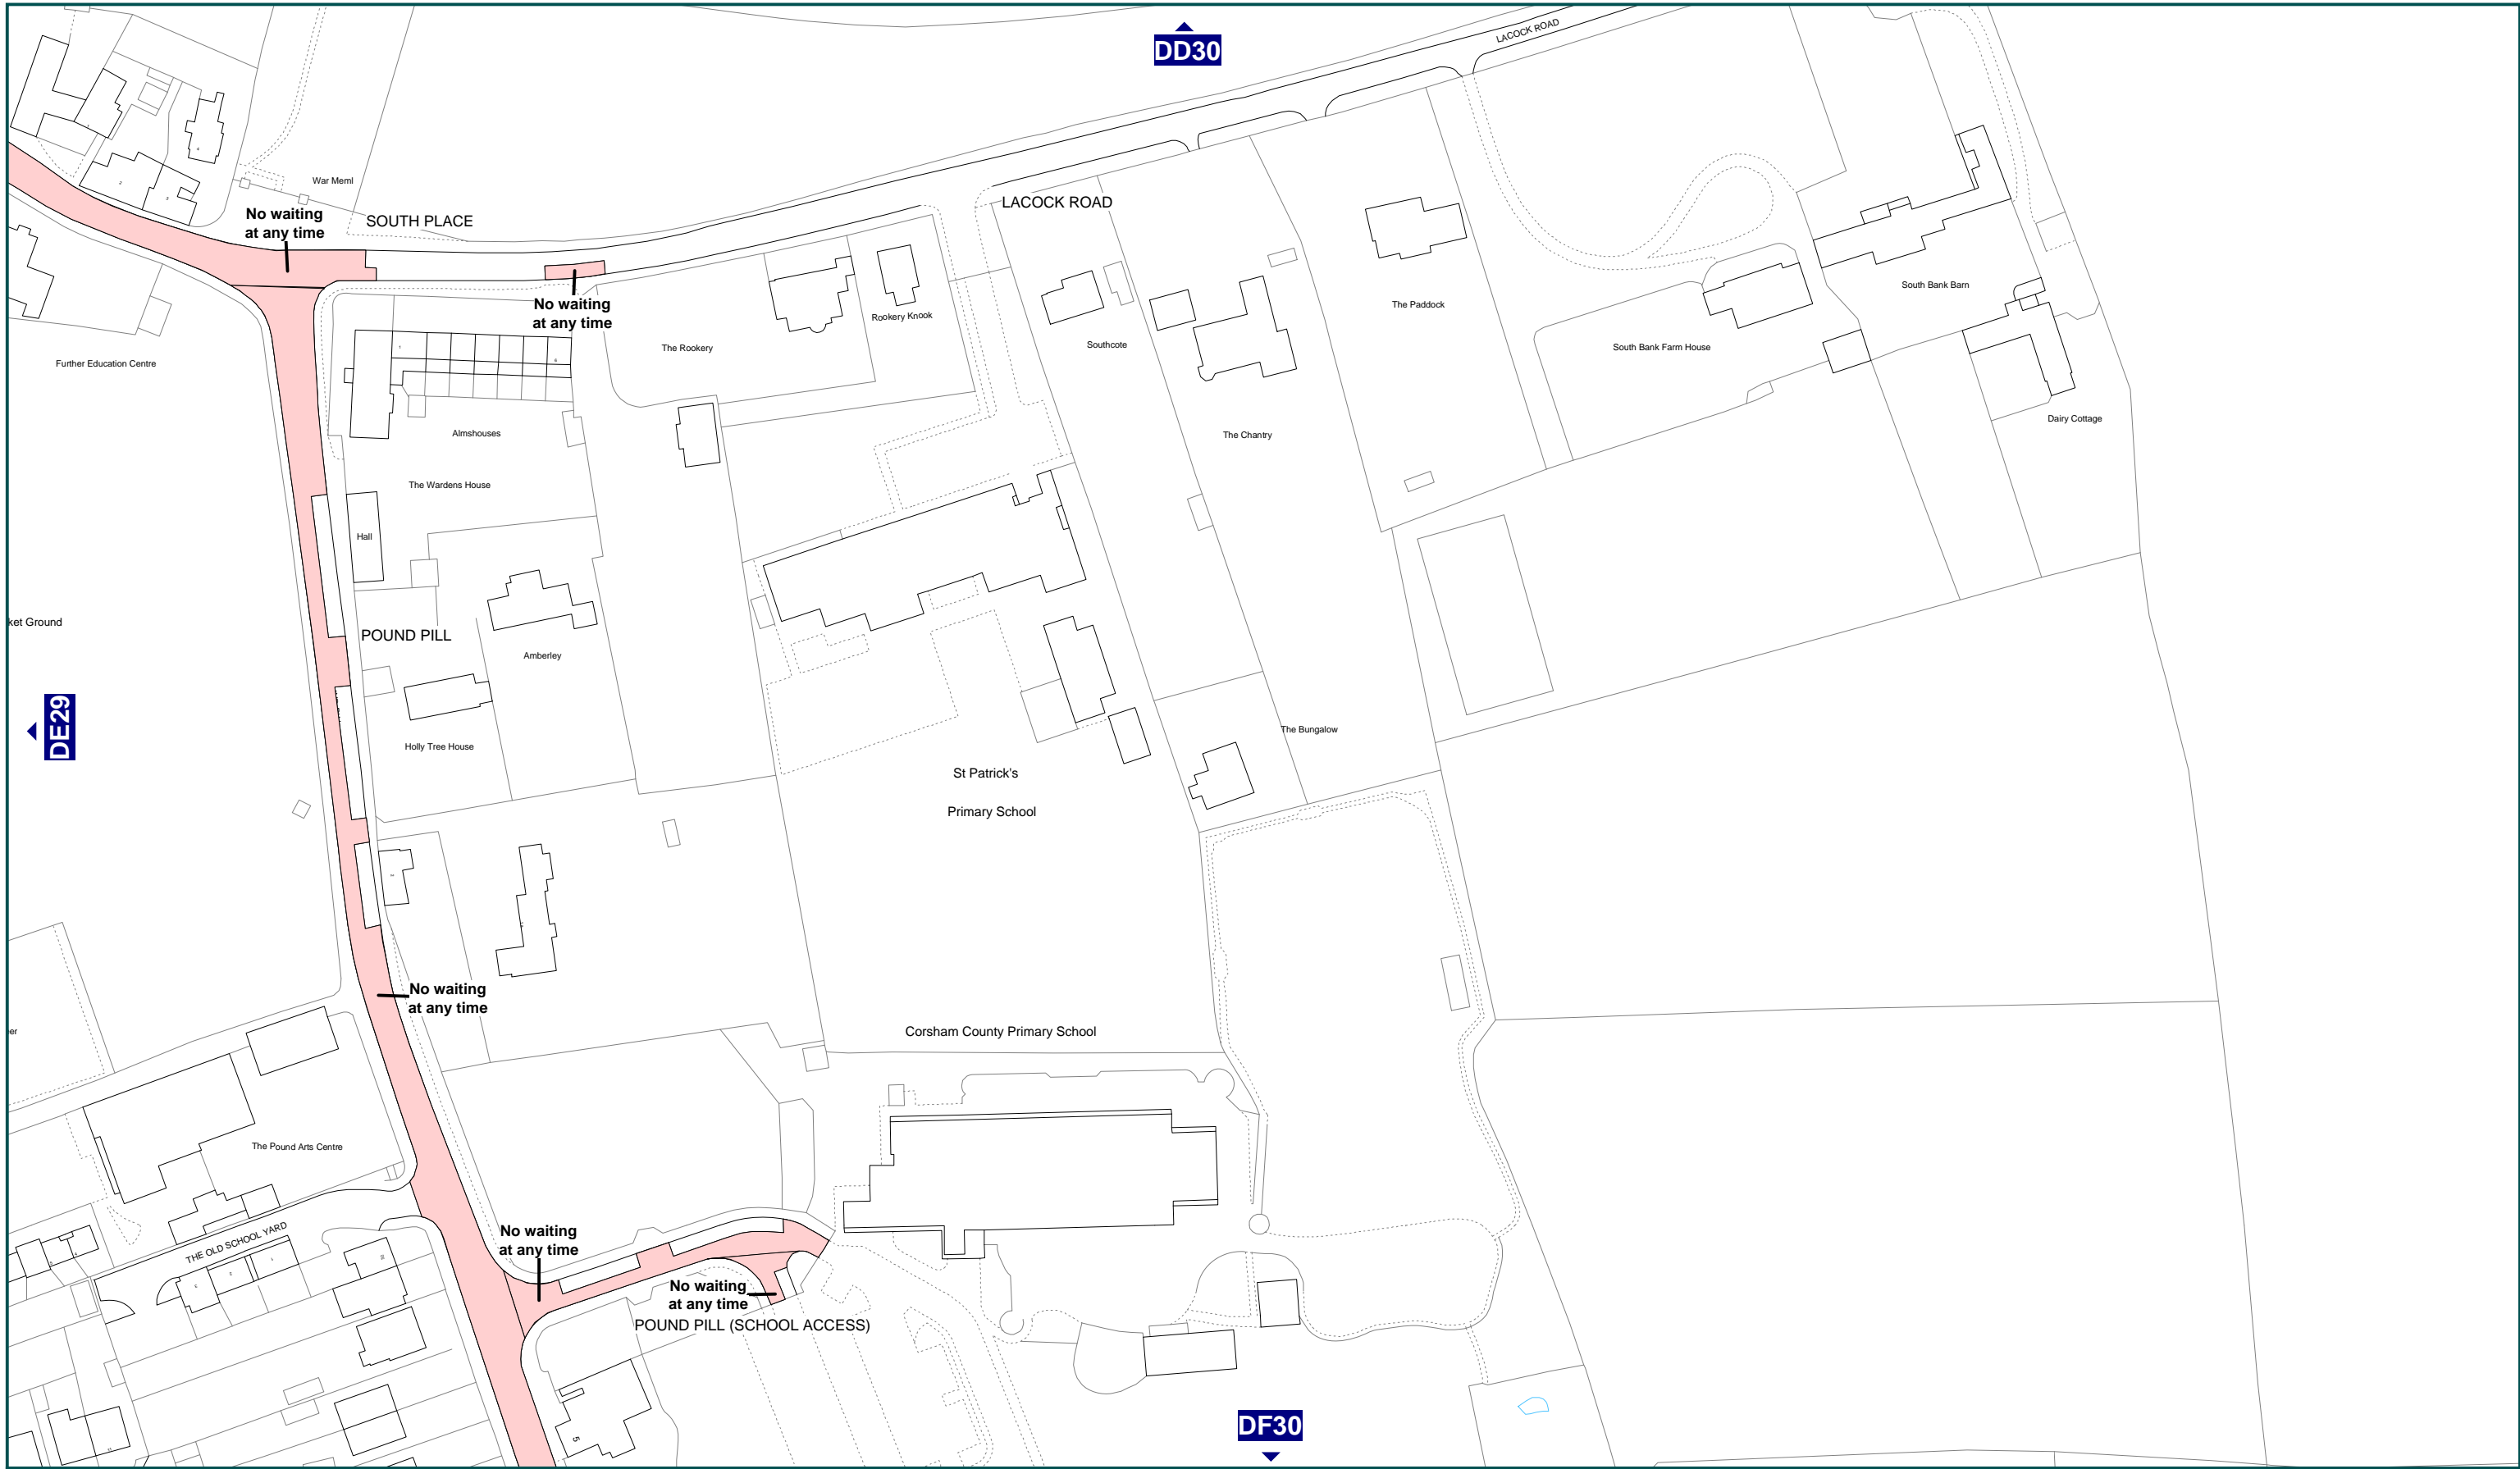 DD30
LACOCK ROAD
War Meml
No waiting
at any time
SOUTH PLACE
LACOCK ROAD
No waiting
at any time
Rookery Knook
The Rookery
Southcote
The Paddock
South Bank Barn
South Bank Farm House
Further Education Centre
Almshouses
The Chantry
Dairy Cottage
The Wardens House
Hall
ket Ground
POUND PILL
Amberley
DE29
Holly Tree House
The Bungalow
St Patrick's
Primary School
No waiting
at any time
er
Corsham County Primary School
The Pound Arts Centre
THE OLD SCHOOL YARD
No waiting
at any time
No waiting
at any time
POUND PILL (SCHOOL ACCESS)
DF30
5